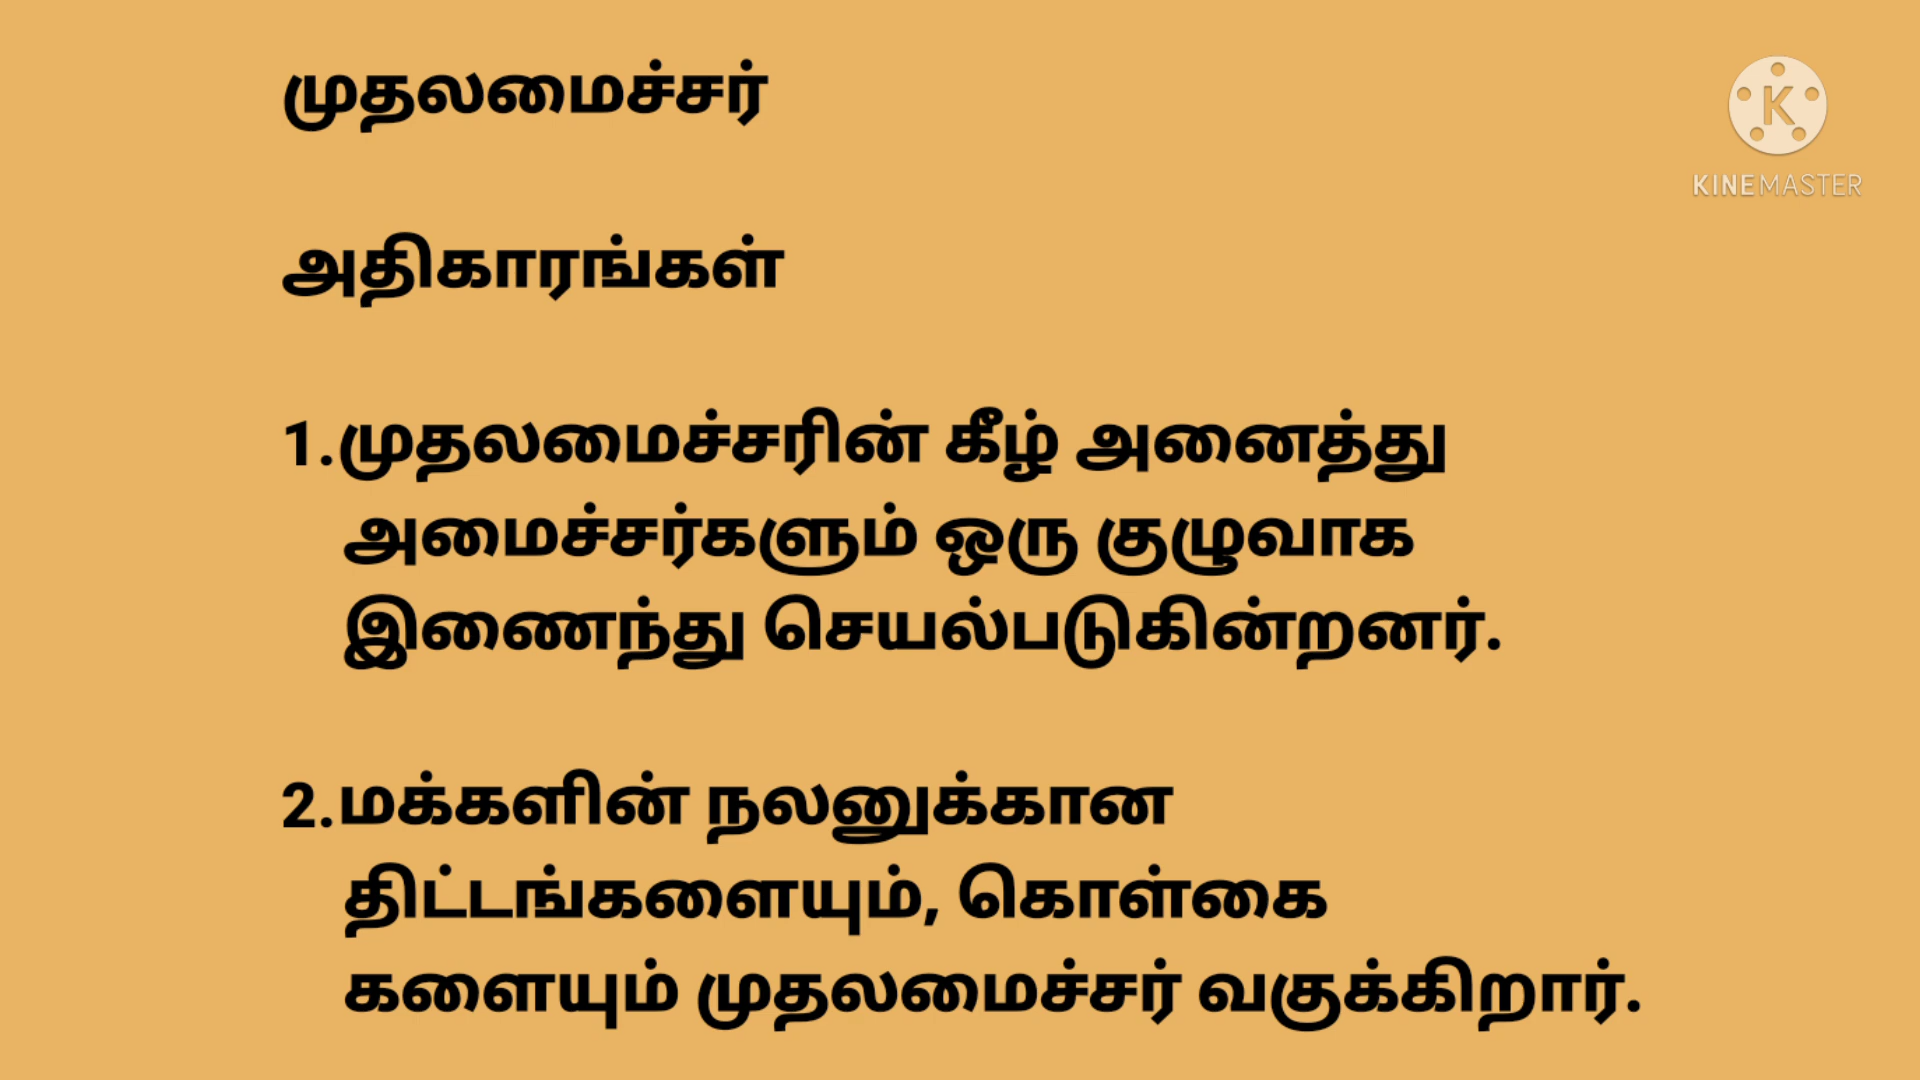 முதலமைச்சர்
K
KINEMASTER
அதிகாரங்கள்
1.முதலமைச்சரின் கீழ் அனைத்து
அமைச்சர்களும் ஒரு குழுவாக
இணைந்து செயல்படுகின்றனர்.
2.மக்களின் நலனுக்கான
திட்டங்களையும், கொள்கை
களையும் முதலமைச்சர் வகுக்கிறார்.